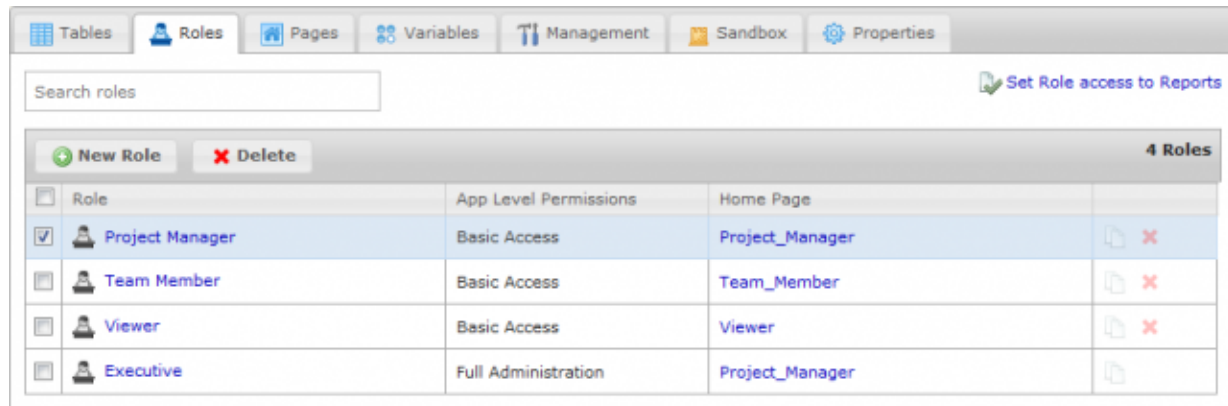 Tables Roles Pages Variables Management Sandbox Properties
Search roles
Set Role access to Reports
New Role Delete 4 Roles
Role App Level Permissions Home Page
Project Manager Basic Access Project_Manager
Team Member Basic Access Team_Member
Viewer Basic Access Viewer
Executive Full Administration Project_Manager